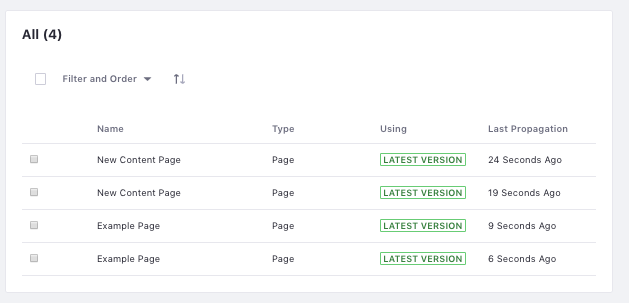 All (4)
Filter and Order
Name Type Using Last Propagation
New Content Page Page LATEST VERSION 24 Seconds Ago
New Content Page Page LATEST VERSION 19 Seconds Ago
Example Page Page LATEST VERSION 9 Seconds Ago
Example Page Page LATEST VERSION 6 Seconds Ago